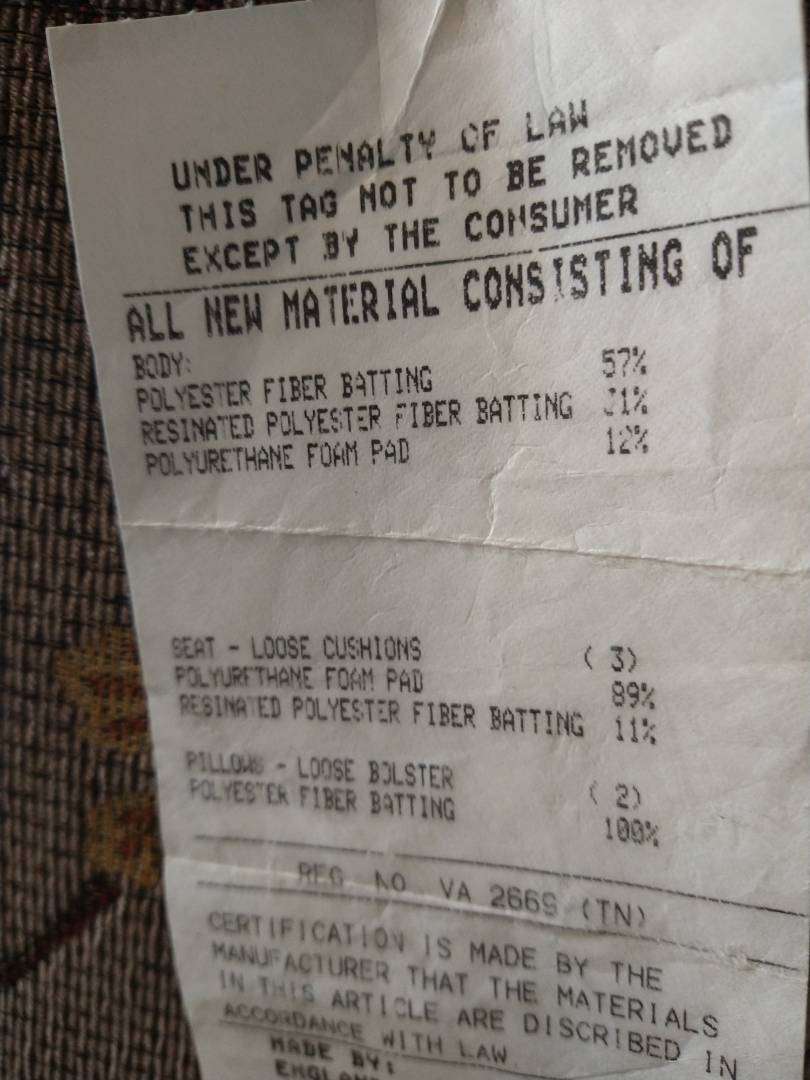 UNDER PENALTY OF LAW
THIS TAG NOT TO BE REMOVED
EXCEPT BY THE CONSUMER
ALL NEW MATERIAL CONSISTING OF
BODY:
POLYESTER FIBER BATTING 57%
RESINATED POLYESTER FIBER BATTING 31%
POLYURETHANE FOAM PAD 12%
SEAT - LOOSE CUSHIONS ( 3)
POLYURETHANE FOAM PAD 89%
RESINATED POLYESTER FIBER BATTING 11%
PILLOWS - LOOSE BOLSTER ( 2)
POLYESTER FIBER BATTING 100%
REG NO VA (TN)
CERTIFICATION IS MADE BY THE
MANUFACTURER THAT THE MATERIALS
IN THIS ARTICLE ARE DISCRIBED IN
ACCORDANCE WITH LAW
MADE BY: